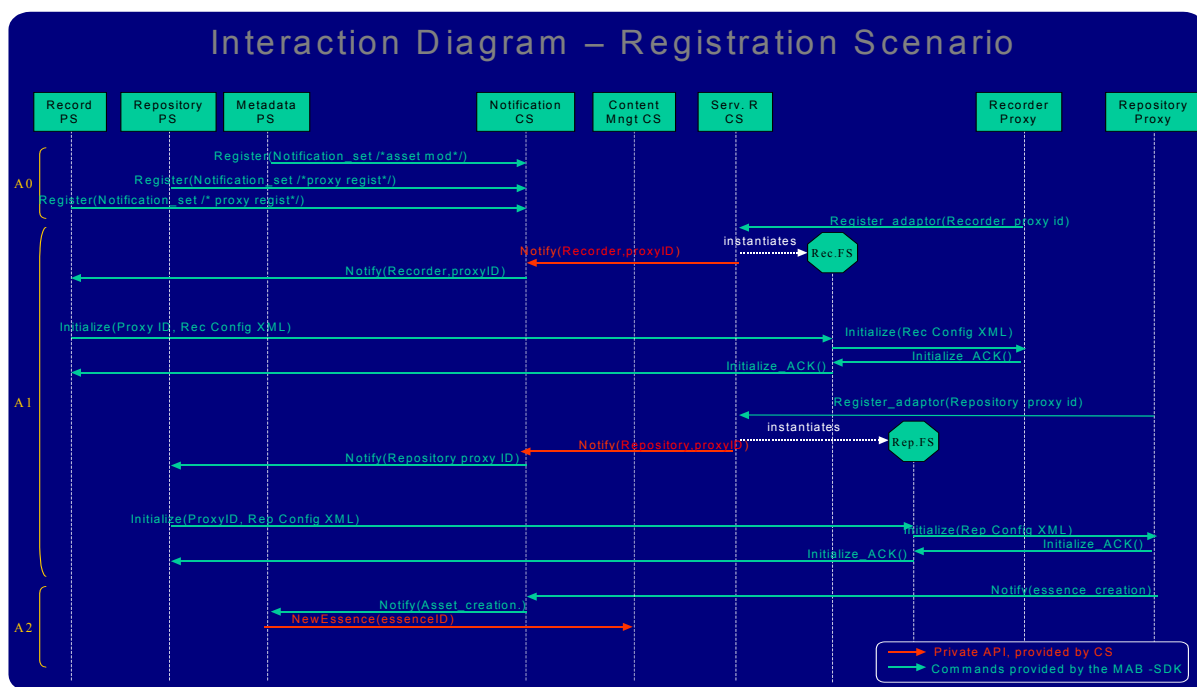 Interaction Diagram – Registration Scenario
Record
PS
Repository
PS
Metadata
PS
Notification
CS
Content
Mngt CS
Serv. R
CS
Recorder
Proxy
Repository
Proxy
A0
Register(Notification_set /*asset mod*/)
Register(Notification_set /*proxy regist*/)
Register(Notification_set /* proxy regist*/)
A1
Register_adaptor(Recorder_proxy id)
instantiates
Rec.FS
Notify(Recorder,proxyID)
Notify(Recorder,proxyID)
Initialize(Proxy ID, Rec Config XML)
Initialize(Rec Config XML)
Initialize_ACK()
Initialize_ACK()
Register_adaptor(Repository_proxy id)
instantiates
Rep.FS
Notify(Repository,proxyID)
Notify(Repository proxy ID)
Initialize(ProxyID, Rep Config XML)
Initialize(Rep Config XML)
Initialize_ACK()
Initialize_ACK()
A2
Notify(essence_creation)
Notify(Asset_creation.)
NewEssence(essenceID)
Private API, provided by CS
Commands provided by the MAB -SDK